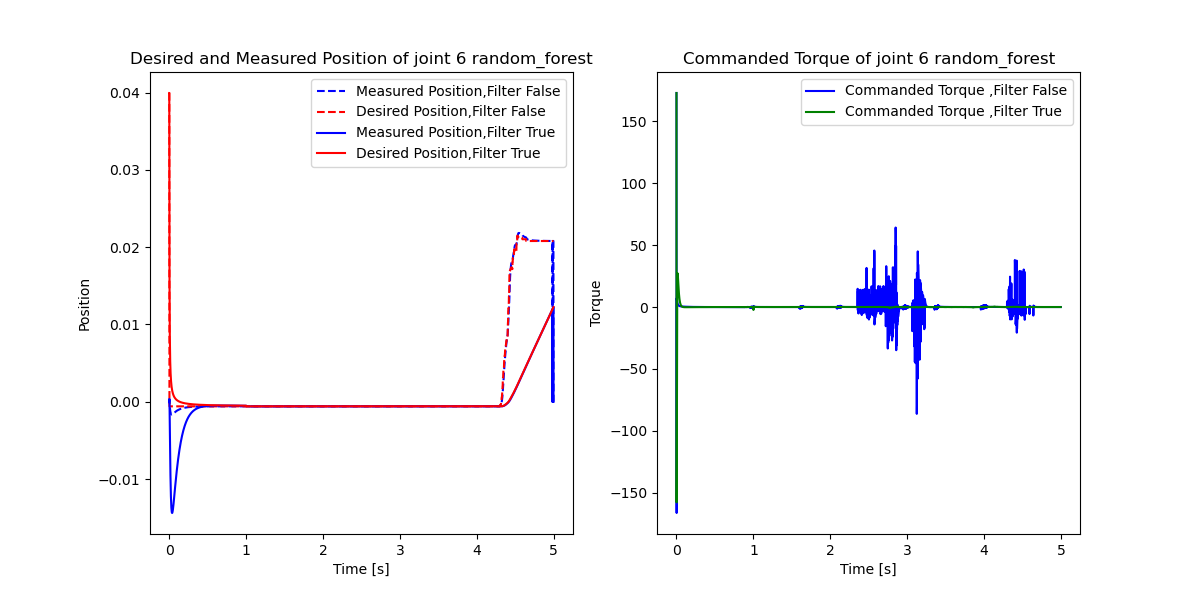 Desired and Measured Position of joint 6 random_forest
Measured Position,Filter False
Desired Position,Filter False
Measured Position,Filter True
Desired Position,Filter True
Position
0.04
0.03
0.02
0.01
0.00
−0.01
0 1 2 3 4 5
Time [s]
Commanded Torque of joint 6 random_forest
Commanded Torque ,Filter False
Commanded Torque ,Filter True
Torque
150
100
50
0
−50
−100
−150
0 1 2 3 4 5
Time [s]